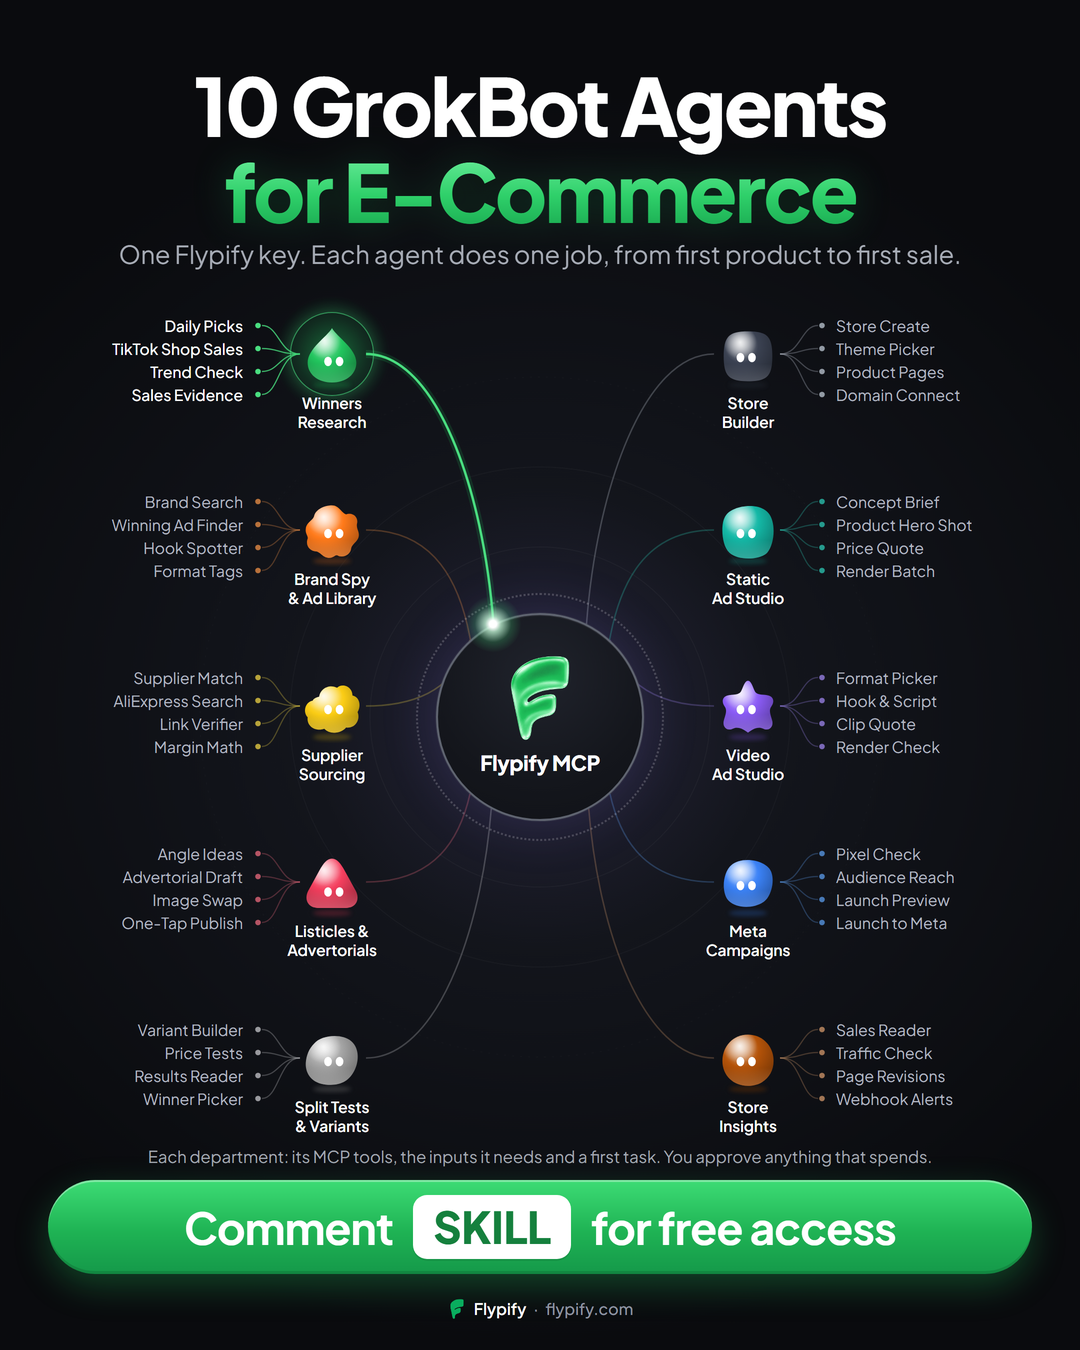 10 GrokBot Agents
for E-Commerce
One Flypify key. Each agent does one job, from first product to first sale.
Daily Picks
TikTok Shop Sales
Trend Check
Sales Evidence
Winners
Research
Store Create
Theme Picker
Product Pages
Domain Connect
Store
Builder
Brand Search
Winning Ad Finder
Hook Spotter
Format Tags
Brand Spy
& Ad Library
Concept Brief
Product Hero Shot
Price Quote
Render Batch
Static
Ad Studio
Supplier Match
AliExpress Search
Link Verifier
Margin Math
Supplier
Sourcing
Flypify MCP
Format Picker
Hook & Script
Clip Quote
Render Check
Video
Ad Studio
Angle Ideas
Advertorial Draft
Image Swap
One-Tap Publish
Listicles &
Advertorials
Pixel Check
Audience Reach
Launch Preview
Launch to Meta
Meta
Campaigns
Variant Builder
Price Tests
Results Reader
Winner Picker
Split Tests
& Variants
Sales Reader
Traffic Check
Page Revisions
Webhook Alerts
Store
Insights
Each department: its MCP tools, the inputs it needs and a first task. You approve anything that spends.
Comment SKILL for free access
Flypify · flypify.com